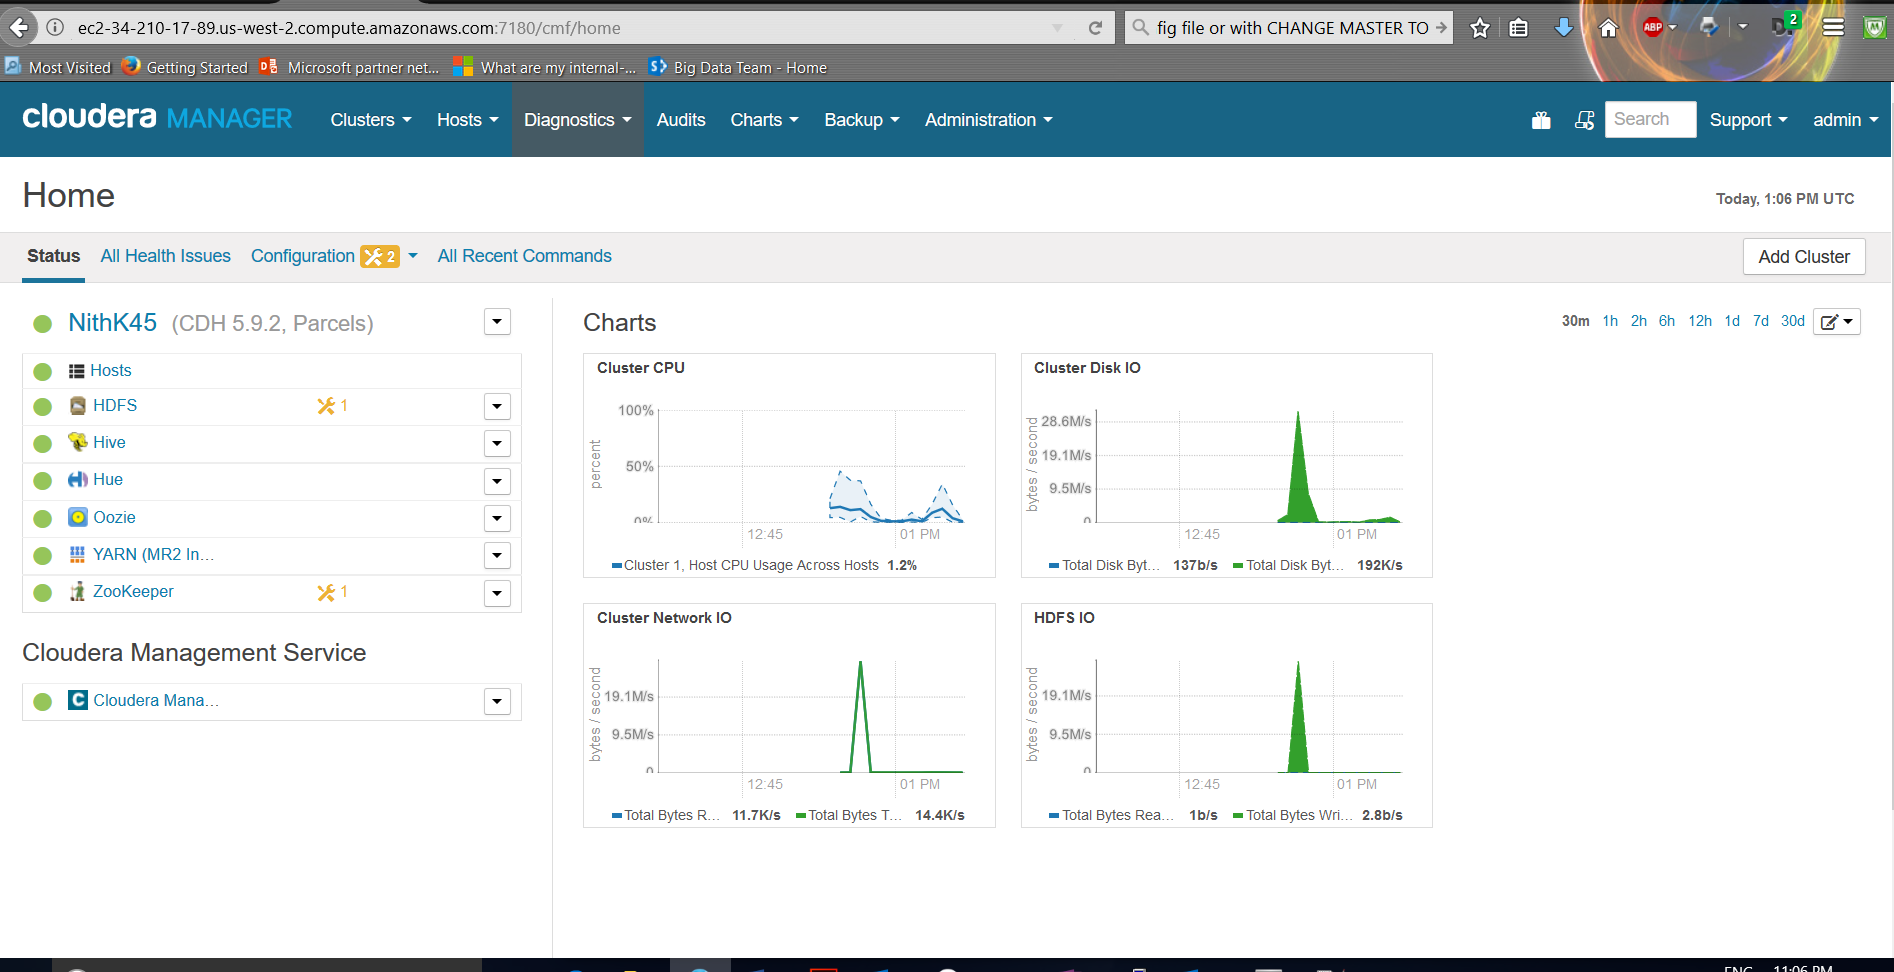 ec2-34-210-17-89.us-west-2.compute.amazonaws.com:7180/cmf/home
fig file or with CHANGE MASTER TO
ABP
2
Most Visited
Getting Started
Microsoft partner net...
What are my internal-...
Big Data Team - Home
cloudera MANAGER
Clusters
Hosts
Diagnostics
Audits
Charts
Backup
Administration
Search
Support
admin
Home
Today, 1:06 PM UTC
Status
All Health Issues
Configuration 2
All Recent Commands
Add Cluster
NithK45 (CDH 5.9.2, Parcels)
Hosts
HDFS 1
Hive
Hue
Oozie
YARN (MR2 In...
ZooKeeper 1
Cloudera Management Service
C Cloudera Mana...
Charts
30m 1h 2h 6h 12h 1d 7d 30d
Cluster CPU
percent
100%
50%
0%
12:45
01 PM
Cluster 1, Host CPU Usage Across Hosts 1.2%
Cluster Disk IO
bytes / second
28.6M/s
19.1M/s
9.5M/s
0
12:45
01 PM
Total Disk Byt... 137b/s
Total Disk Byt... 192K/s
Cluster Network IO
bytes / second
19.1M/s
9.5M/s
0
12:45
01 PM
Total Bytes R... 11.7K/s
Total Bytes T... 14.4K/s
HDFS IO
bytes / second
19.1M/s
9.5M/s
0
12:45
01 PM
Total Bytes Rea... 1b/s
Total Bytes Wri... 2.8b/s
ENG
11:06 PM